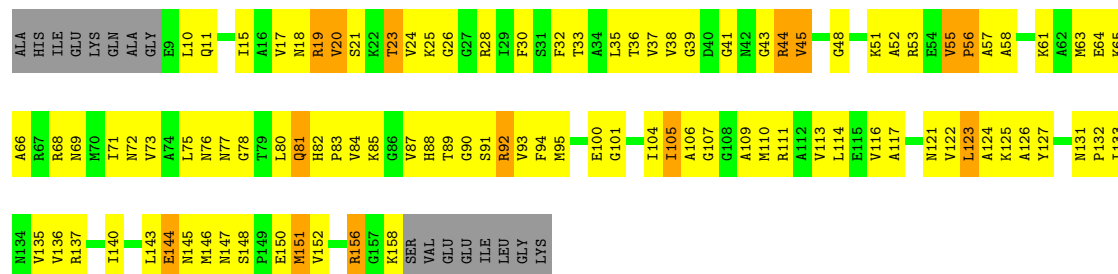 ALA HIS ILE GLU LYS GLN ALA GLY E9 L10 Q11 I15 A16 V17 N18 R19 V20 S21 K22 T23 V24 K25 G26 G27 R28 I29 F30 S31 F32 T33 A34 L35 T36 V37 V38 G39 D40 G41 N42 G43 R44 V45 G48 K51 A52 R53 E54 V55 P56 A57 A58 K61 A62 M63 E64 K65
A66 R67 R68 N69 M70 I71 N72 V73 A74 L75 N76 N77 G78 T79 L80 Q81 H82 P83 V84 K85 G86 V87 H88 T89 G90 S91 R92 V93 F94 M95 E100 G101 I104 I105 A106 G107 G108 A109 M110 R111 A112 V113 L114 E115 V116 A117 N121 V122 L123 A124 K125 A126 Y127 N131 P132 I133
N134 V135 V136 R137 I140 L143 E144 N145 M146 N147 S148 P149 E150 M151 V152 R156 G157 K158 SER VAL GLU GLU ILE LEU GLY LYS